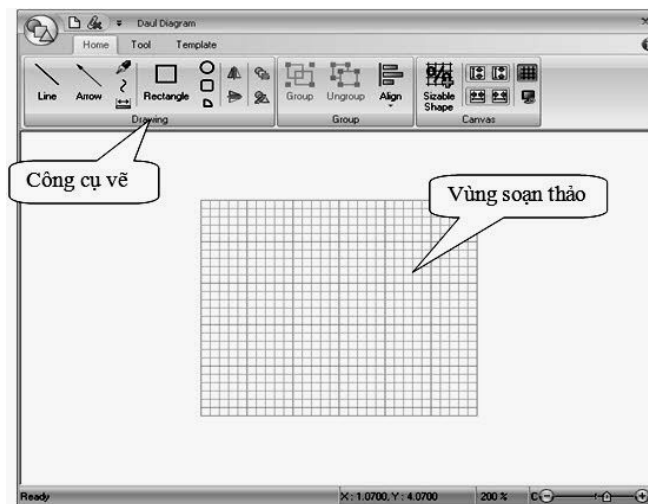 Daul Diagram
Home Tool Template
Line Arrow Rectangle Group Ungroup Align Sizable Shape
Drawing Group Canvas
Công cụ vẽ
Vùng soạn thảo
Ready X : 1.0700, Y : 4.0700 200 %